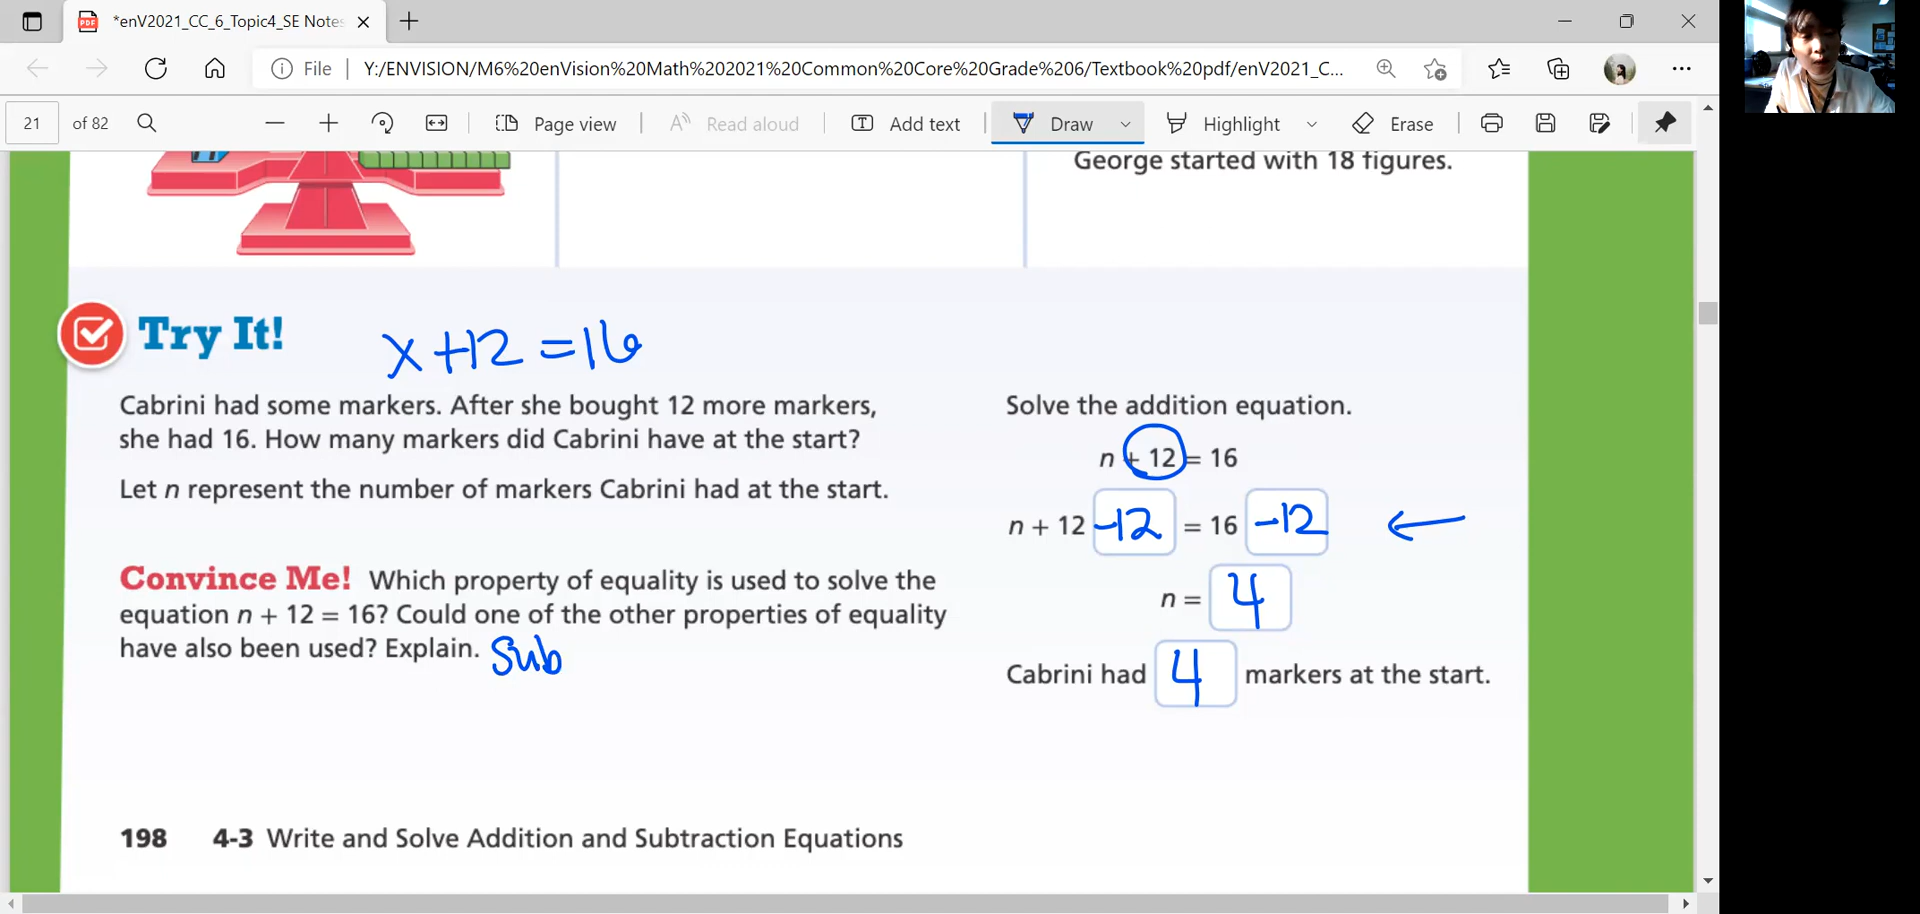 *enV2021_CC_6_Topic4_SE Notes
File Y:/ENVISION/M6%20enVision%20Math%202021%20Common%20Core%20Grade%206/Textbook%20pdf/enV2021_C...
21 of 82 Page view Read aloud Add text Draw Highlight Erase
George started with 18 figures.
Try It!
x + 12 = 16
Cabrini had some markers. After she bought 12 more markers,
she had 16. How many markers did Cabrini have at the start?
Let n represent the number of markers Cabrini had at the start.
Convince Me! Which property of equality is used to solve the
equation n + 12 = 16? Could one of the other properties of equality
have also been used? Explain. Sub
Solve the addition equation.
n + 12 = 16
n + 12 -12 = 16 -12
n = 4
Cabrini had 4 markers at the start.
198 4-3 Write and Solve Addition and Subtraction Equations